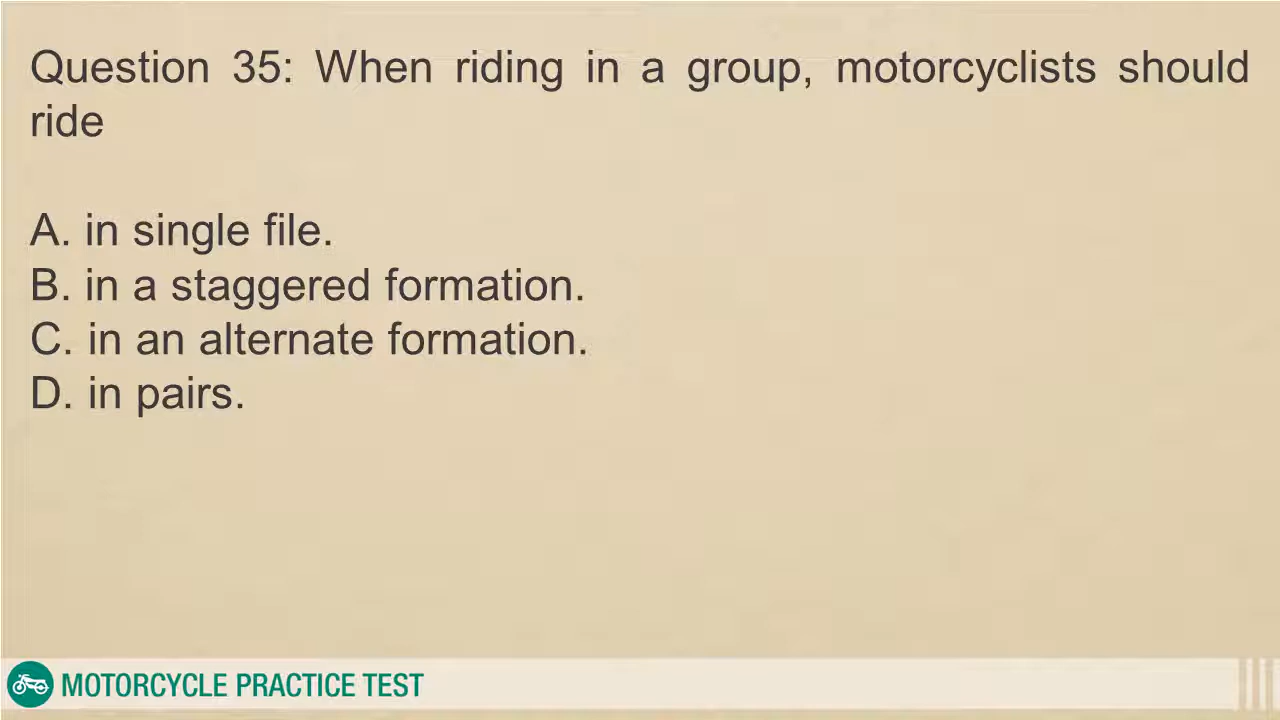 Question 35: When riding in a group, motorcyclists should
ride
A. in single file.
B. in a staggered formation.
C. in an alternate formation.
D. in pairs.
MOTORCYCLE PRACTICE TEST